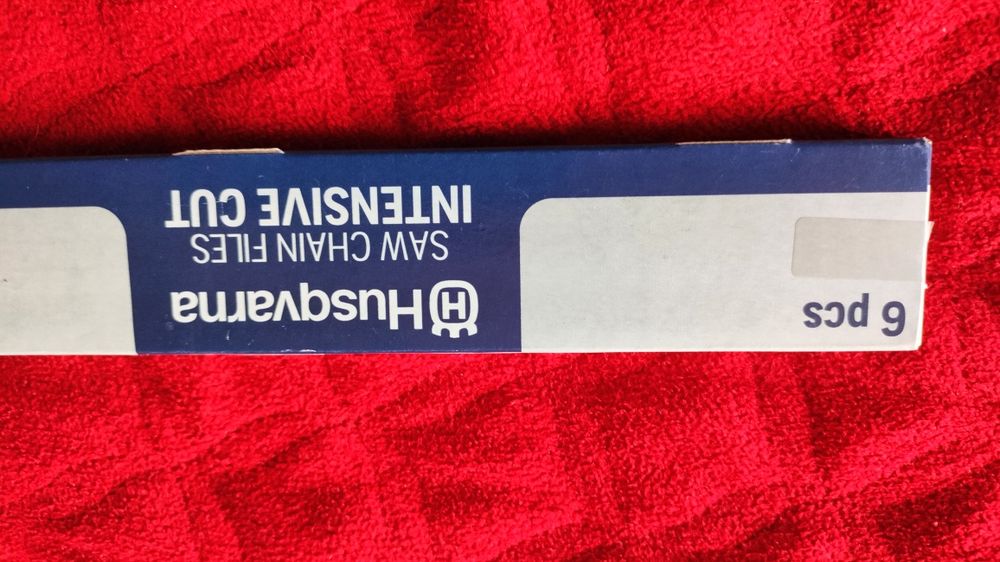 Husqvarna
SAW CHAIN FILES
INTENSIVE CUT
6 pcs